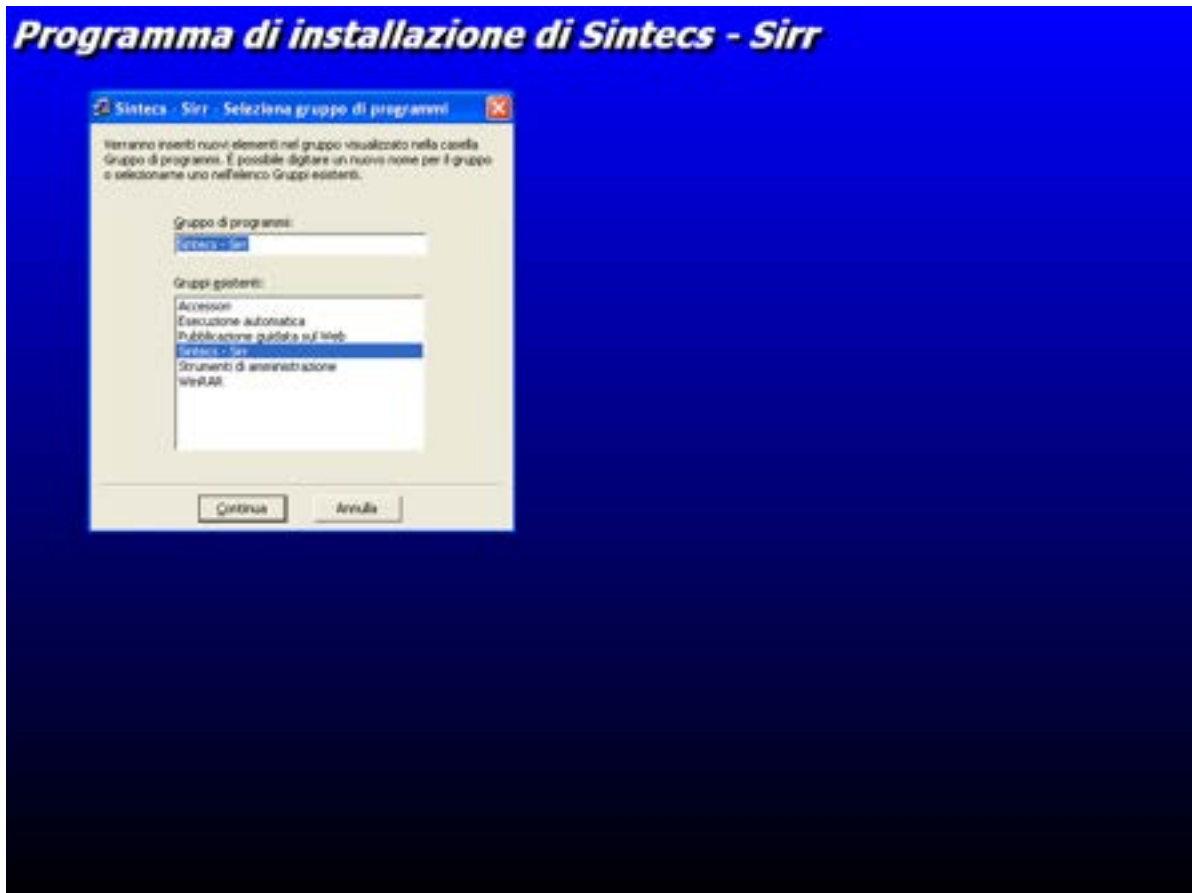 Programma di installazione di Sintecs - Sirr
Sintecs - Sirr - Seleziona gruppo di programmi
Verranno inseriti nuovi elementi nel gruppo visualizzato nella casella
Gruppo di programmi. É possibile digitare un nuovo nome per il gruppo
o selezionarne uno nell'elenco Gruppi esistenti.
Gruppo di programmi:
Sintecs - Sirr
Gruppi esistenti:
Accessori
Esecuzione automatica
Pubblicazione guidata sul Web
Sintecs - Sirr
Strumenti di amministrazione
WinRAR
Continua
Annulla